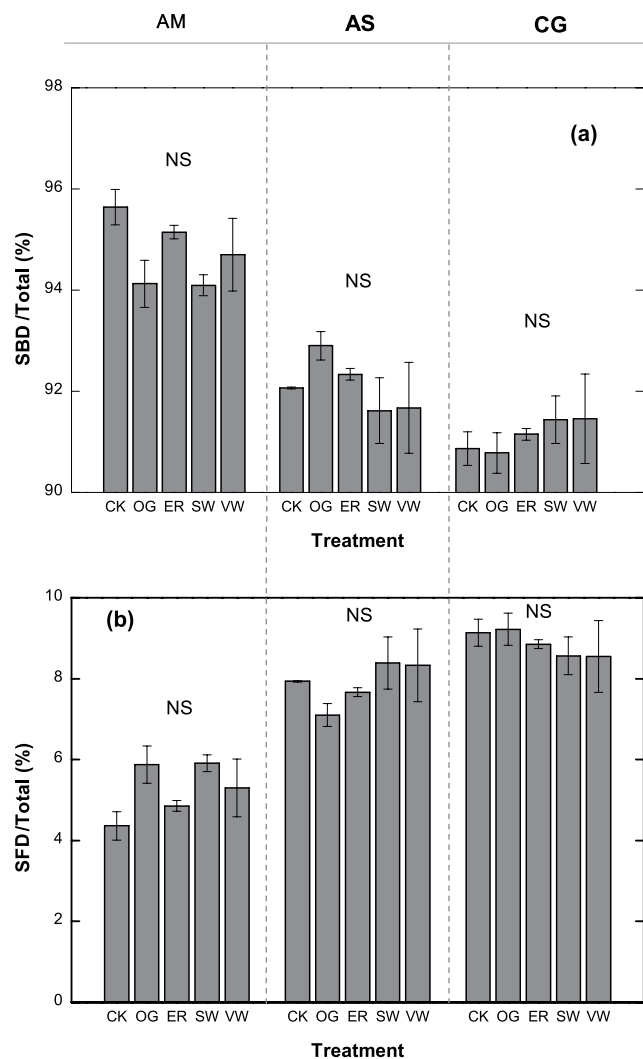 AM AS CG
98
(a)
NS
96
94
NS
NS
92
90
SBD/Total (%)
CK OG ER SW VW CK OG ER SW VW CK OG ER SW VW
Treatment
10
(b)
NS
NS
8
NS
6
4
2
0
SFD/Total (%)
CK OG ER SW VW CK OG ER SW VW CK OG ER SW VW
Treatment